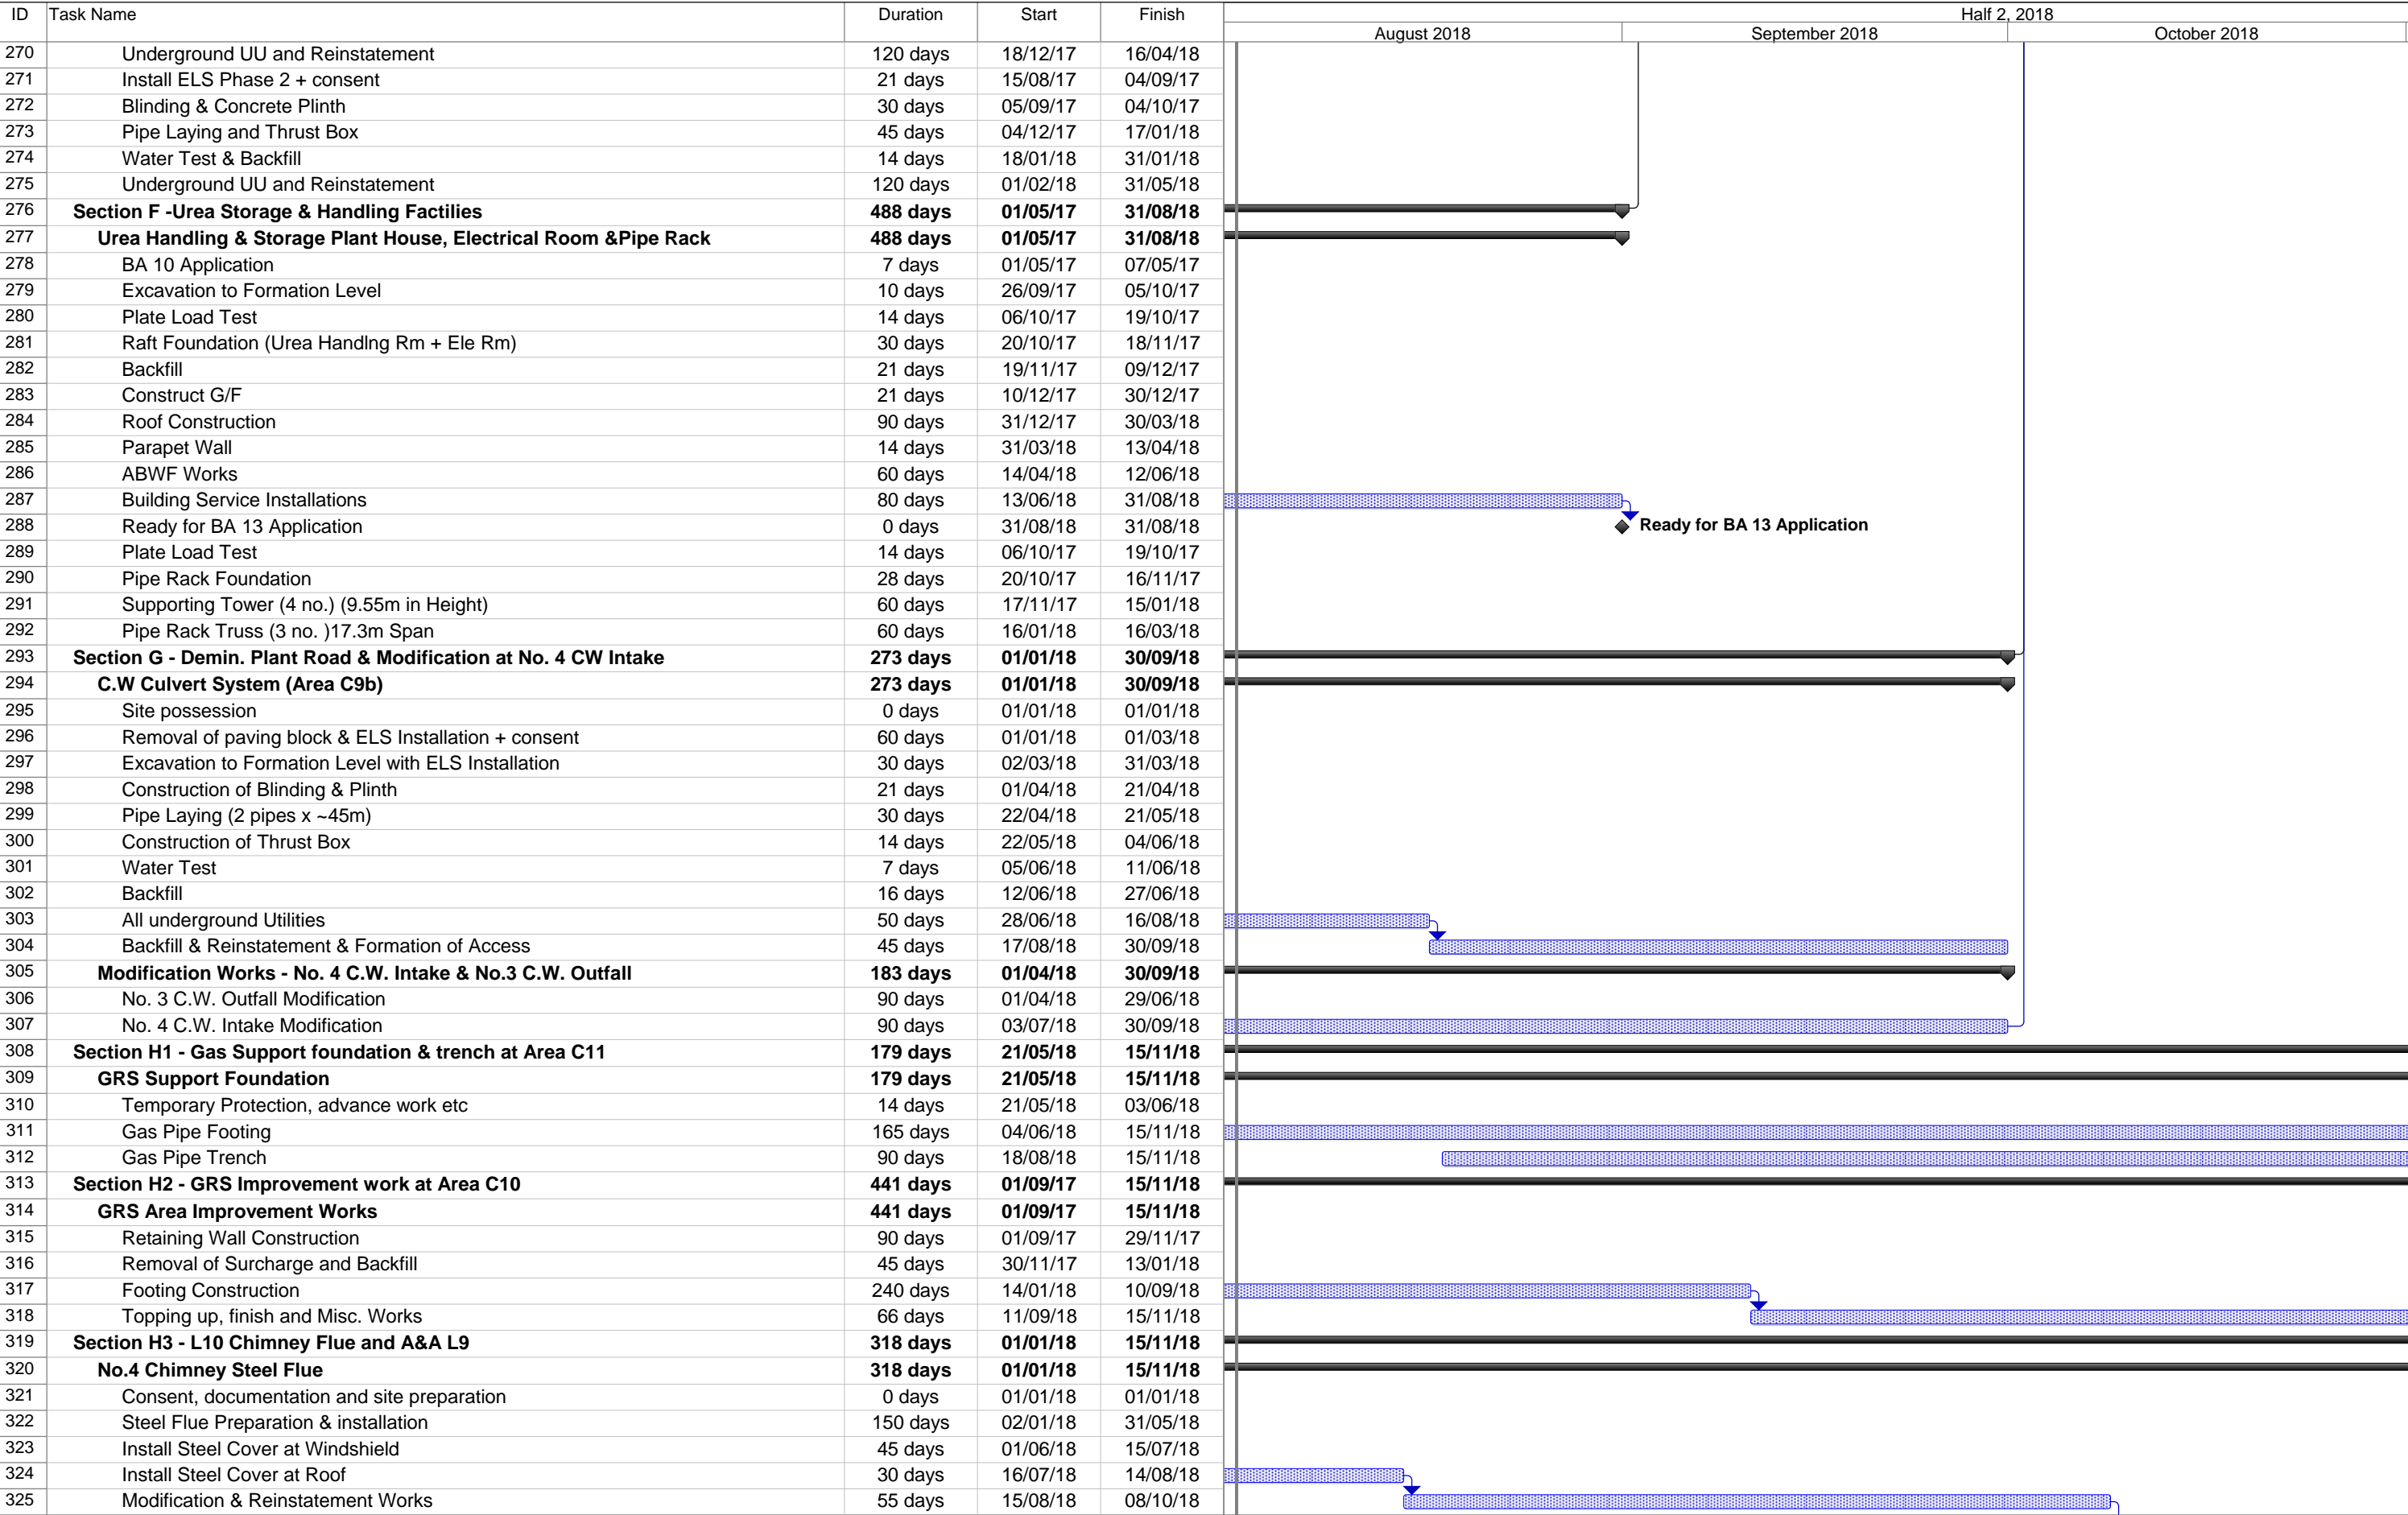 ID Task Name Duration Start Finish Half 2, 2018
August 2018 September 2018 October 2018
270 Underground UU and Reinstatement 120 days 18/12/17 16/04/18
271 Install ELS Phase 2 + consent 21 days 15/08/17 04/09/17
272 Blinding & Concrete Plinth 30 days 05/09/17 04/10/17
273 Pipe Laying and Thrust Box 45 days 04/12/17 17/01/18
274 Water Test & Backfill 14 days 18/01/18 31/01/18
275 Underground UU and Reinstatement 120 days 01/02/18 31/05/18
276 Section F -Urea Storage & Handling Factilies 488 days 01/05/17 31/08/18
277 Urea Handling & Storage Plant House, Electrical Room &Pipe Rack 488 days 01/05/17 31/08/18
278 BA 10 Application 7 days 01/05/17 07/05/17
279 Excavation to Formation Level 10 days 26/09/17 05/10/17
280 Plate Load Test 14 days 06/10/17 19/10/17
281 Raft Foundation (Urea Handlng Rm + Ele Rm) 30 days 20/10/17 18/11/17
282 Backfill 21 days 19/11/17 09/12/17
283 Construct G/F 21 days 10/12/17 30/12/17
284 Roof Construction 90 days 31/12/17 30/03/18
285 Parapet Wall 14 days 31/03/18 13/04/18
286 ABWF Works 60 days 14/04/18 12/06/18
287 Building Service Installations 80 days 13/06/18 31/08/18
288 Ready for BA 13 Application 0 days 31/08/18 31/08/18 Ready for BA 13 Application
289 Plate Load Test 14 days 06/10/17 19/10/17
290 Pipe Rack Foundation 28 days 20/10/17 16/11/17
291 Supporting Tower (4 no.) (9.55m in Height) 60 days 17/11/17 15/01/18
292 Pipe Rack Truss (3 no. )17.3m Span 60 days 16/01/18 16/03/18
293 Section G - Demin. Plant Road & Modification at No. 4 CW Intake 273 days 01/01/18 30/09/18
294 C.W Culvert System (Area C9b) 273 days 01/01/18 30/09/18
295 Site possession 0 days 01/01/18 01/01/18
296 Removal of paving block & ELS Installation + consent 60 days 01/01/18 01/03/18
297 Excavation to Formation Level with ELS Installation 30 days 02/03/18 31/03/18
298 Construction of Blinding & Plinth 21 days 01/04/18 21/04/18
299 Pipe Laying (2 pipes x ~45m) 30 days 22/04/18 21/05/18
300 Construction of Thrust Box 14 days 22/05/18 04/06/18
301 Water Test 7 days 05/06/18 11/06/18
302 Backfill 16 days 12/06/18 27/06/18
303 All underground Utilities 50 days 28/06/18 16/08/18
304 Backfill & Reinstatement & Formation of Access 45 days 17/08/18 30/09/18
305 Modification Works - No. 4 C.W. Intake & No.3 C.W. Outfall 183 days 01/04/18 30/09/18
306 No. 3 C.W. Outfall Modification 90 days 01/04/18 29/06/18
307 No. 4 C.W. Intake Modification 90 days 03/07/18 30/09/18
308 Section H1 - Gas Support foundation & trench at Area C11 179 days 21/05/18 15/11/18
309 GRS Support Foundation 179 days 21/05/18 15/11/18
310 Temporary Protection, advance work etc 14 days 21/05/18 03/06/18
311 Gas Pipe Footing 165 days 04/06/18 15/11/18
312 Gas Pipe Trench 90 days 18/08/18 15/11/18
313 Section H2 - GRS Improvement work at Area C10 441 days 01/09/17 15/11/18
314 GRS Area Improvement Works 441 days 01/09/17 15/11/18
315 Retaining Wall Construction 90 days 01/09/17 29/11/17
316 Removal of Surcharge and Backfill 45 days 30/11/17 13/01/18
317 Footing Construction 240 days 14/01/18 10/09/18
318 Topping up, finish and Misc. Works 66 days 11/09/18 15/11/18
319 Section H3 - L10 Chimney Flue and A&A L9 318 days 01/01/18 15/11/18
320 No.4 Chimney Steel Flue 318 days 01/01/18 15/11/18
321 Consent, documentation and site preparation 0 days 01/01/18 01/01/18
322 Steel Flue Preparation & installation 150 days 02/01/18 31/05/18
323 Install Steel Cover at Windshield 45 days 01/06/18 15/07/18
324 Install Steel Cover at Roof 30 days 16/07/18 14/08/18
325 Modification & Reinstatement Works 55 days 15/08/18 08/10/18